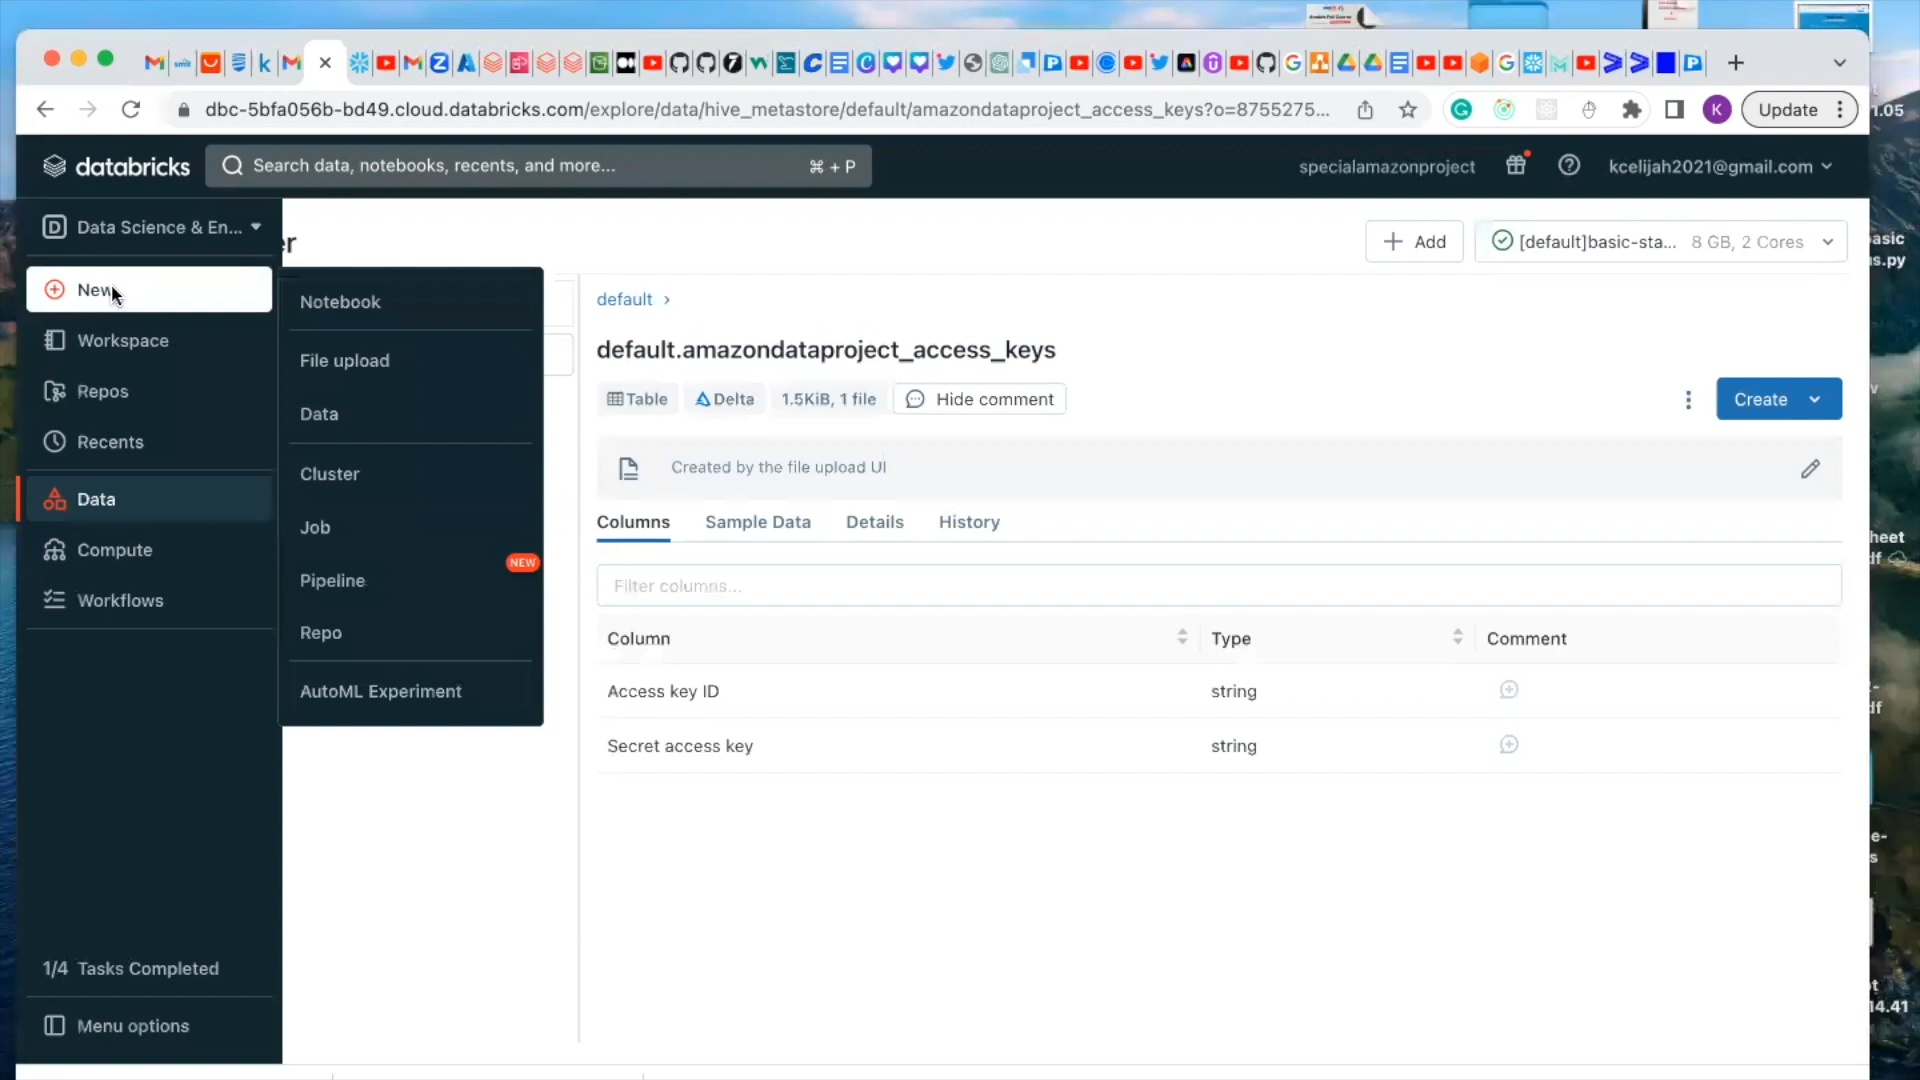 dbc-5bfa056b-bd49.cloud.databricks.com/explore/data/hive_metastore/default/amazondataproject_access_keys?o=8755275...
Update
1.05
databricks
Search data, notebooks, recents, and more...
⌘ + P
specialamazonproject
kcelijah2021@gmail.com
Data Science & En...
er
Add
[default]basic-sta...
8 GB, 2 Cores
New
Workspace
Repos
Recents
Data
Compute
Workflows
Notebook
File upload
Data
Cluster
Job
NEW
Pipeline
Repo
AutoML Experiment
default >
default.amazondataproject_access_keys
Table
Delta
1.5KiB, 1 file
Hide comment
Create
Created by the file upload UI
Columns
Sample Data
Details
History
Filter columns...
Column
Type
Comment
Access key ID
string
Secret access key
string
1/4 Tasks Completed
Menu options
14.41